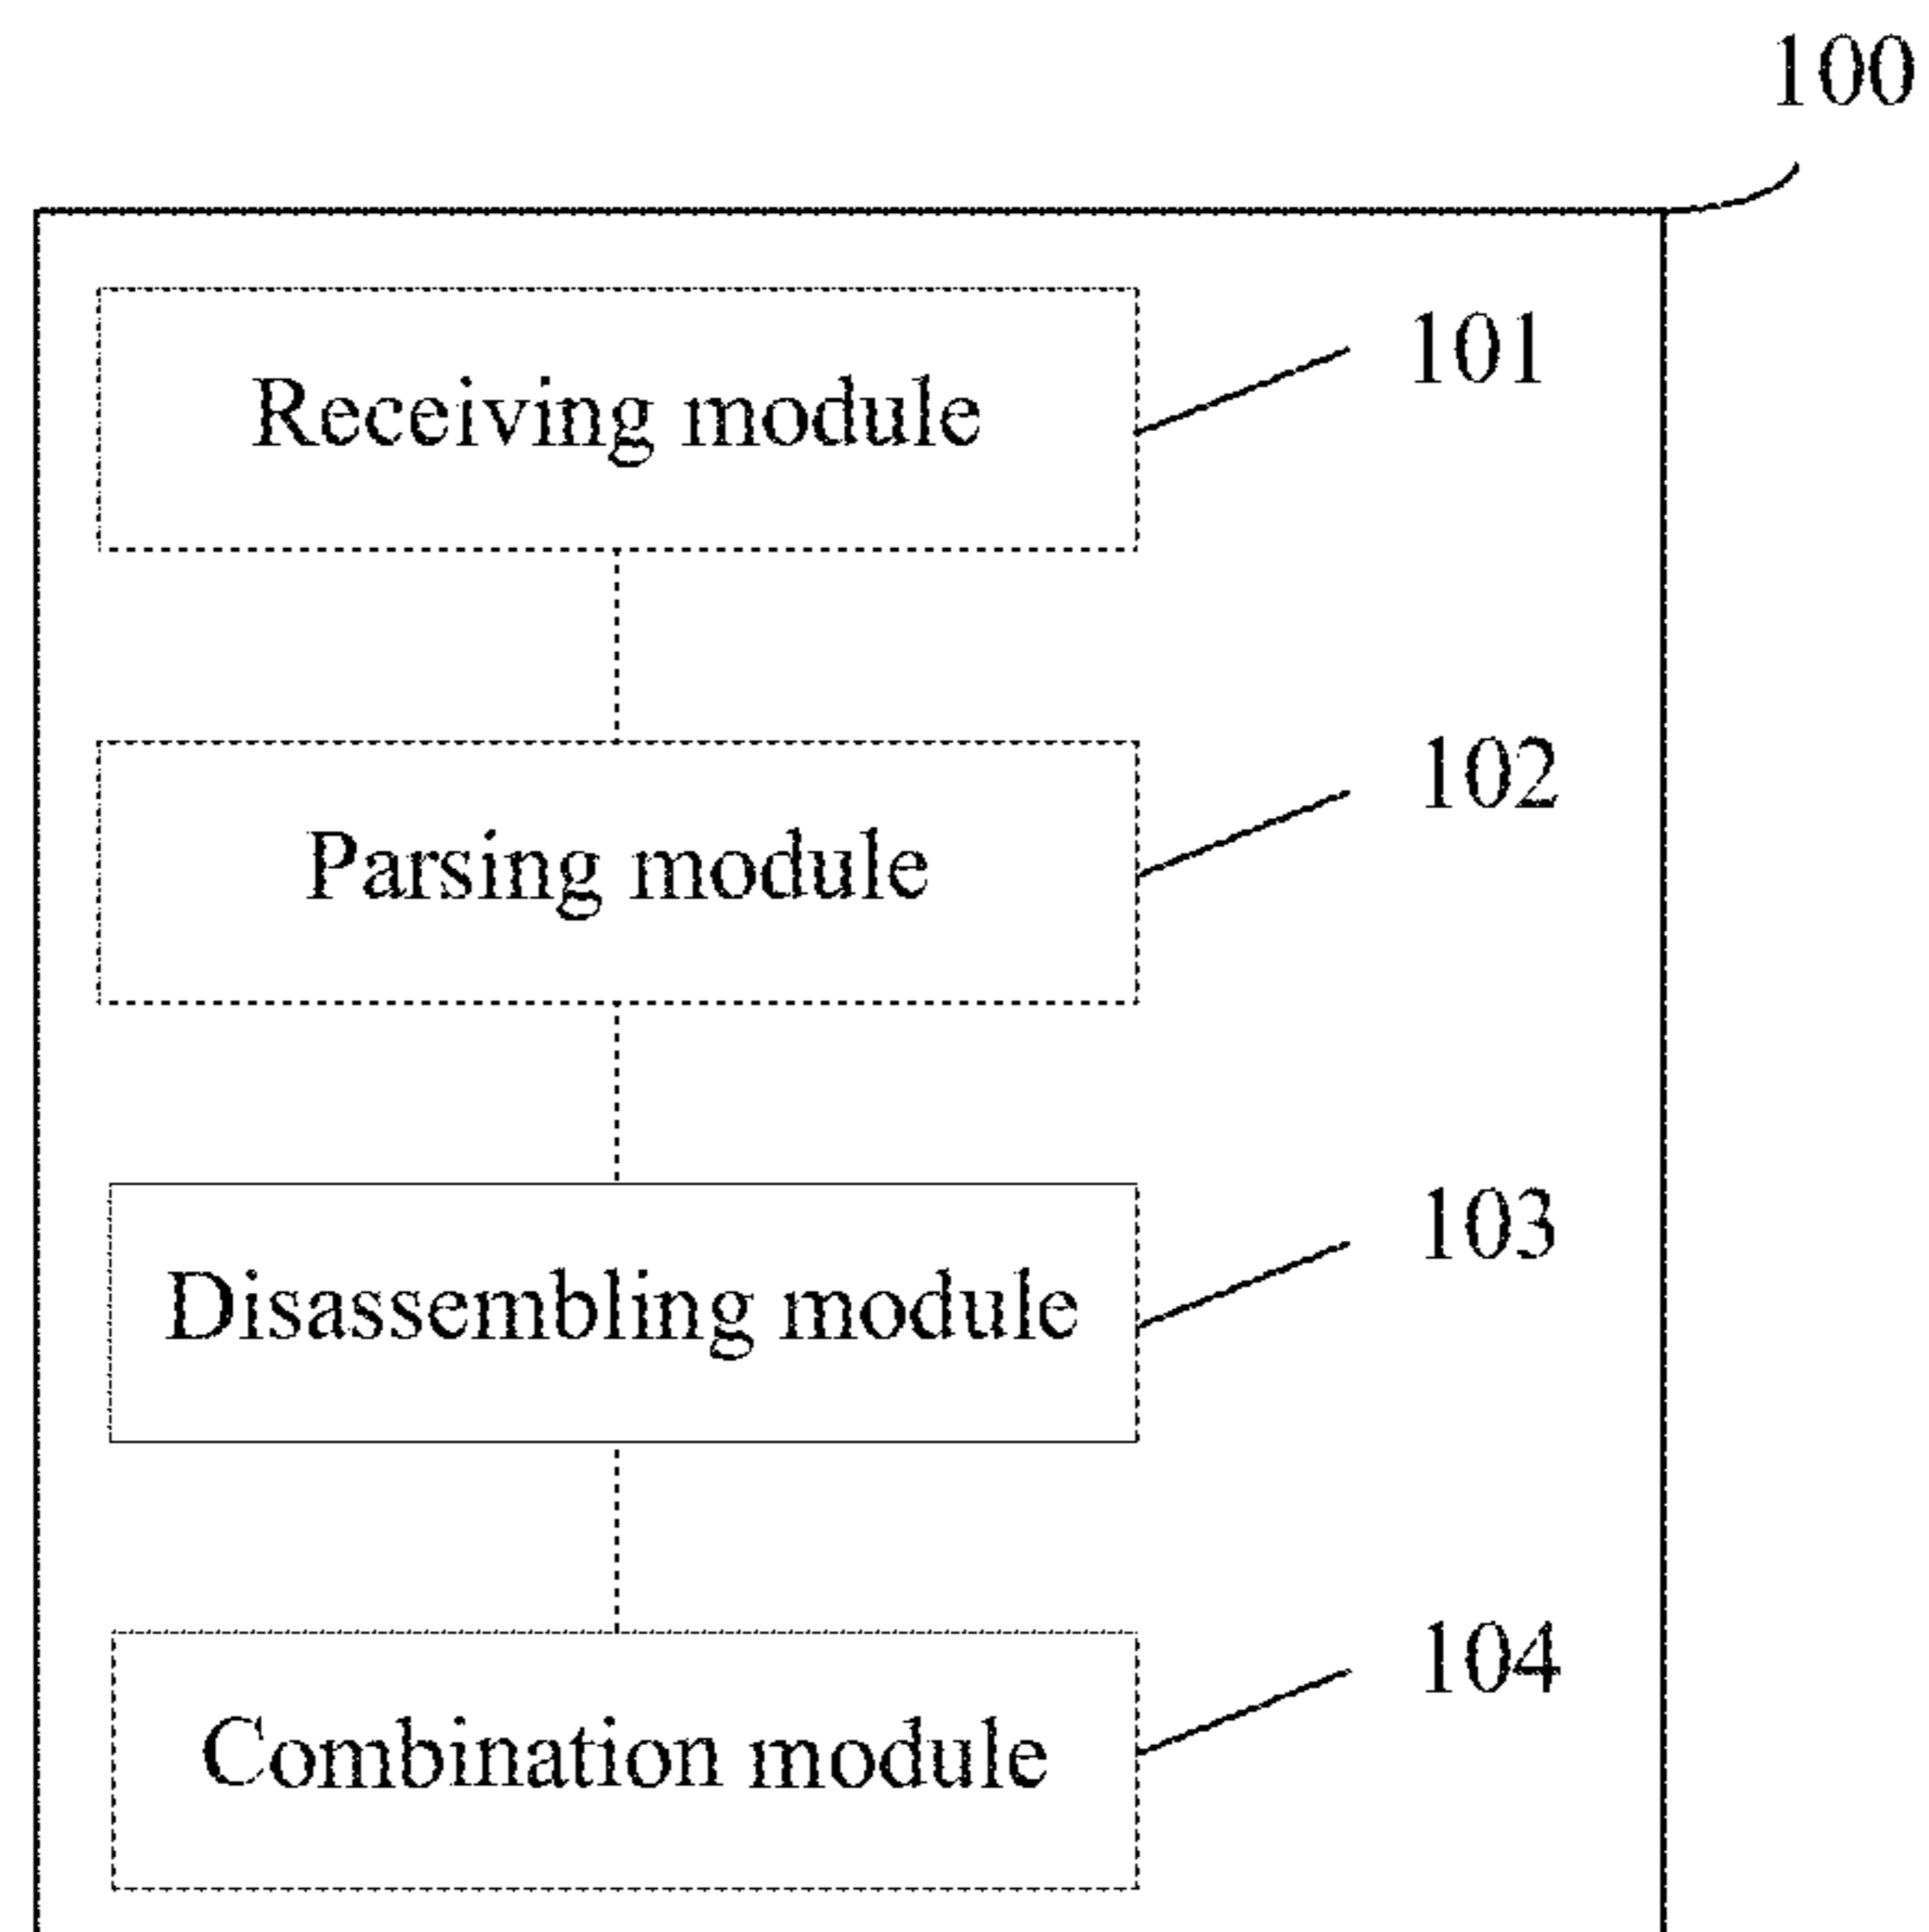 100
Receiving module
101
Parsing module
102
Disassembling module
103
Combination module
104